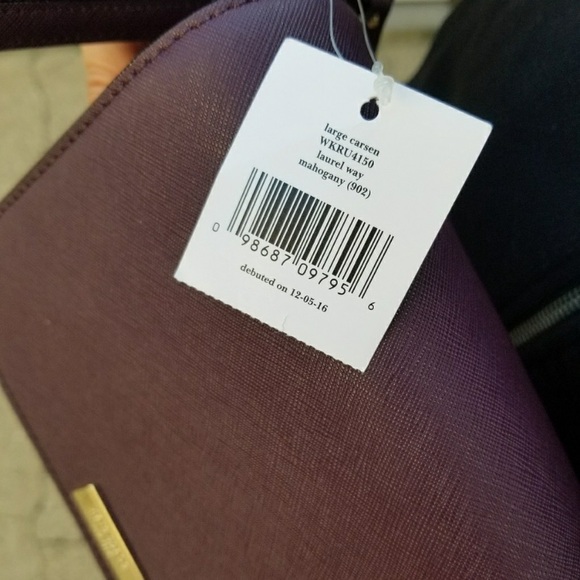 large carsen
WKRU4150
laurel way
mahogany (902)
0 98687 09795 6
debuted on 12-05-16